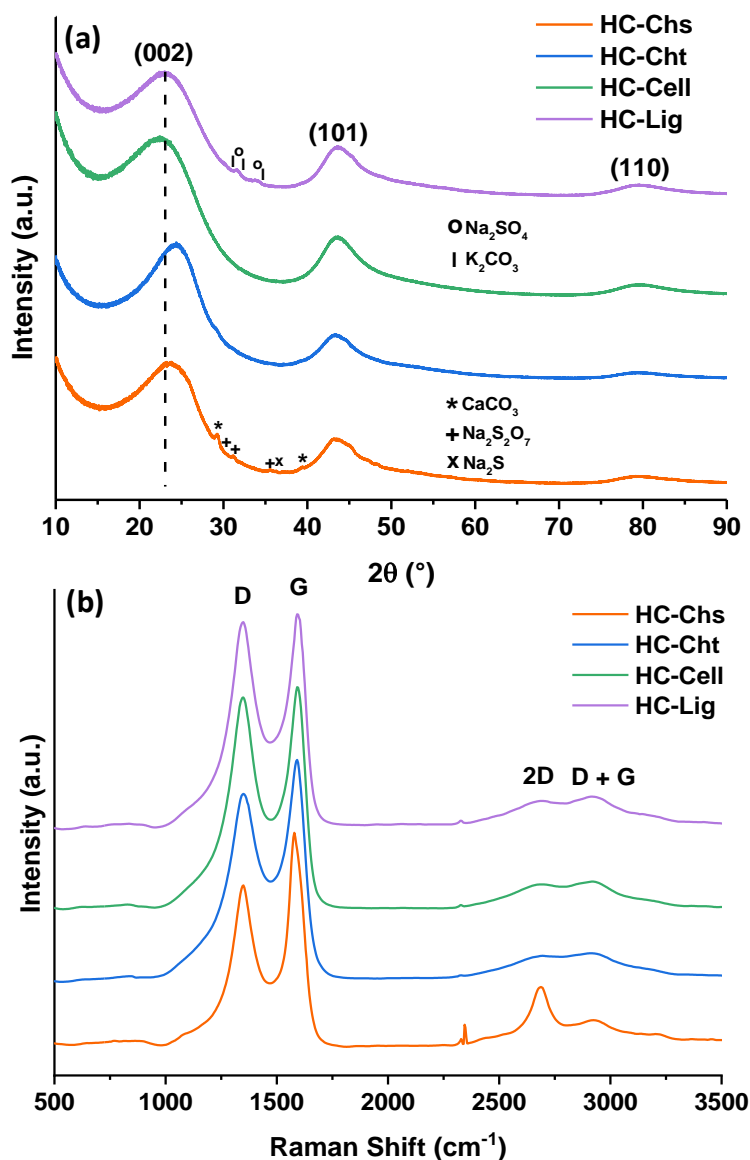 (a)
HC-Chs
HC-Cht
HC-Cell
HC-Lig
(002)
(101)
(110)
I o I o I
o Na₂SO₄
I K₂CO₃
* CaCO₃
+ Na₂S₂O₇
x Na₂S
* + + + x *
Intensity (a.u.)
10 20 30 40 50 60 70 80 90
2θ (°)
(b)
D G
HC-Chs
HC-Cht
HC-Cell
HC-Lig
2D D + G
Intensity (a.u.)
500 1000 1500 2000 2500 3000 3500
Raman Shift (cm⁻¹)